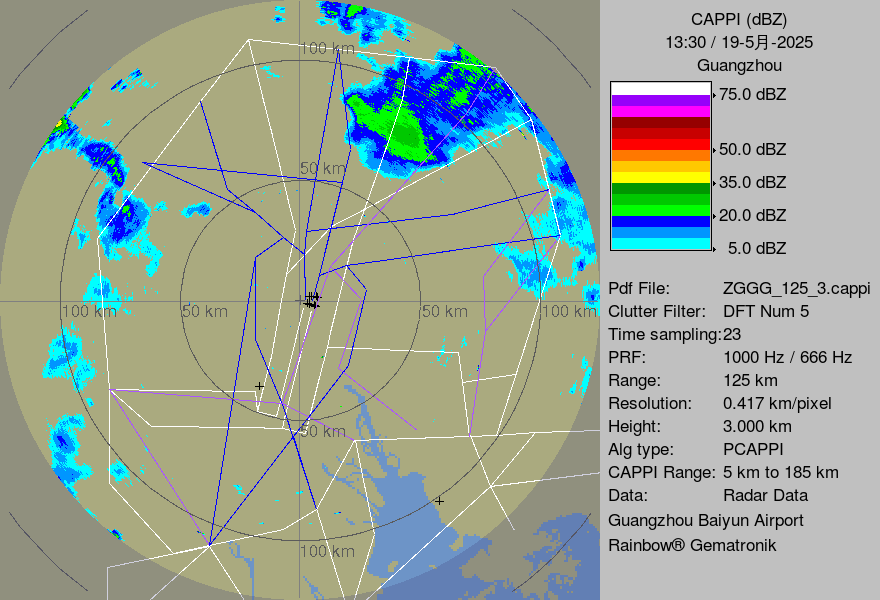 CAPPI (dBZ)
13:30 / 19-5月-2025
Guangzhou
75.0 dBZ
50.0 dBZ
35.0 dBZ
20.0 dBZ
5.0 dBZ
100 km
50 km
100 km
50 km
50 km
100 km
50 km
100 km
Pdf File: ZGGG_125_3.cappi
Clutter Filter: DFT Num 5
Time sampling:23
PRF: 1000 Hz / 666 Hz
Range: 125 km
Resolution: 0.417 km/pixel
Height: 3.000 km
Alg type: PCAPPI
CAPPI Range: 5 km to 185 km
Data: Radar Data
Guangzhou Baiyun Airport
Rainbow® Gematronik